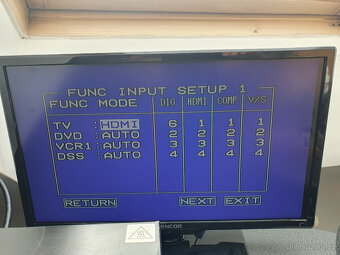 FUNC INPUT SETUP 1
FUNC MODE DIG HDMI COMP V/S
TV :HDMI 6 1 1 1
DVD :AUTO 2 2 2 2
VCR1:AUTO 3 3 3 3
DSS :AUTO 4 4 4 4
RETURN NEXT EXIT
SENCOR